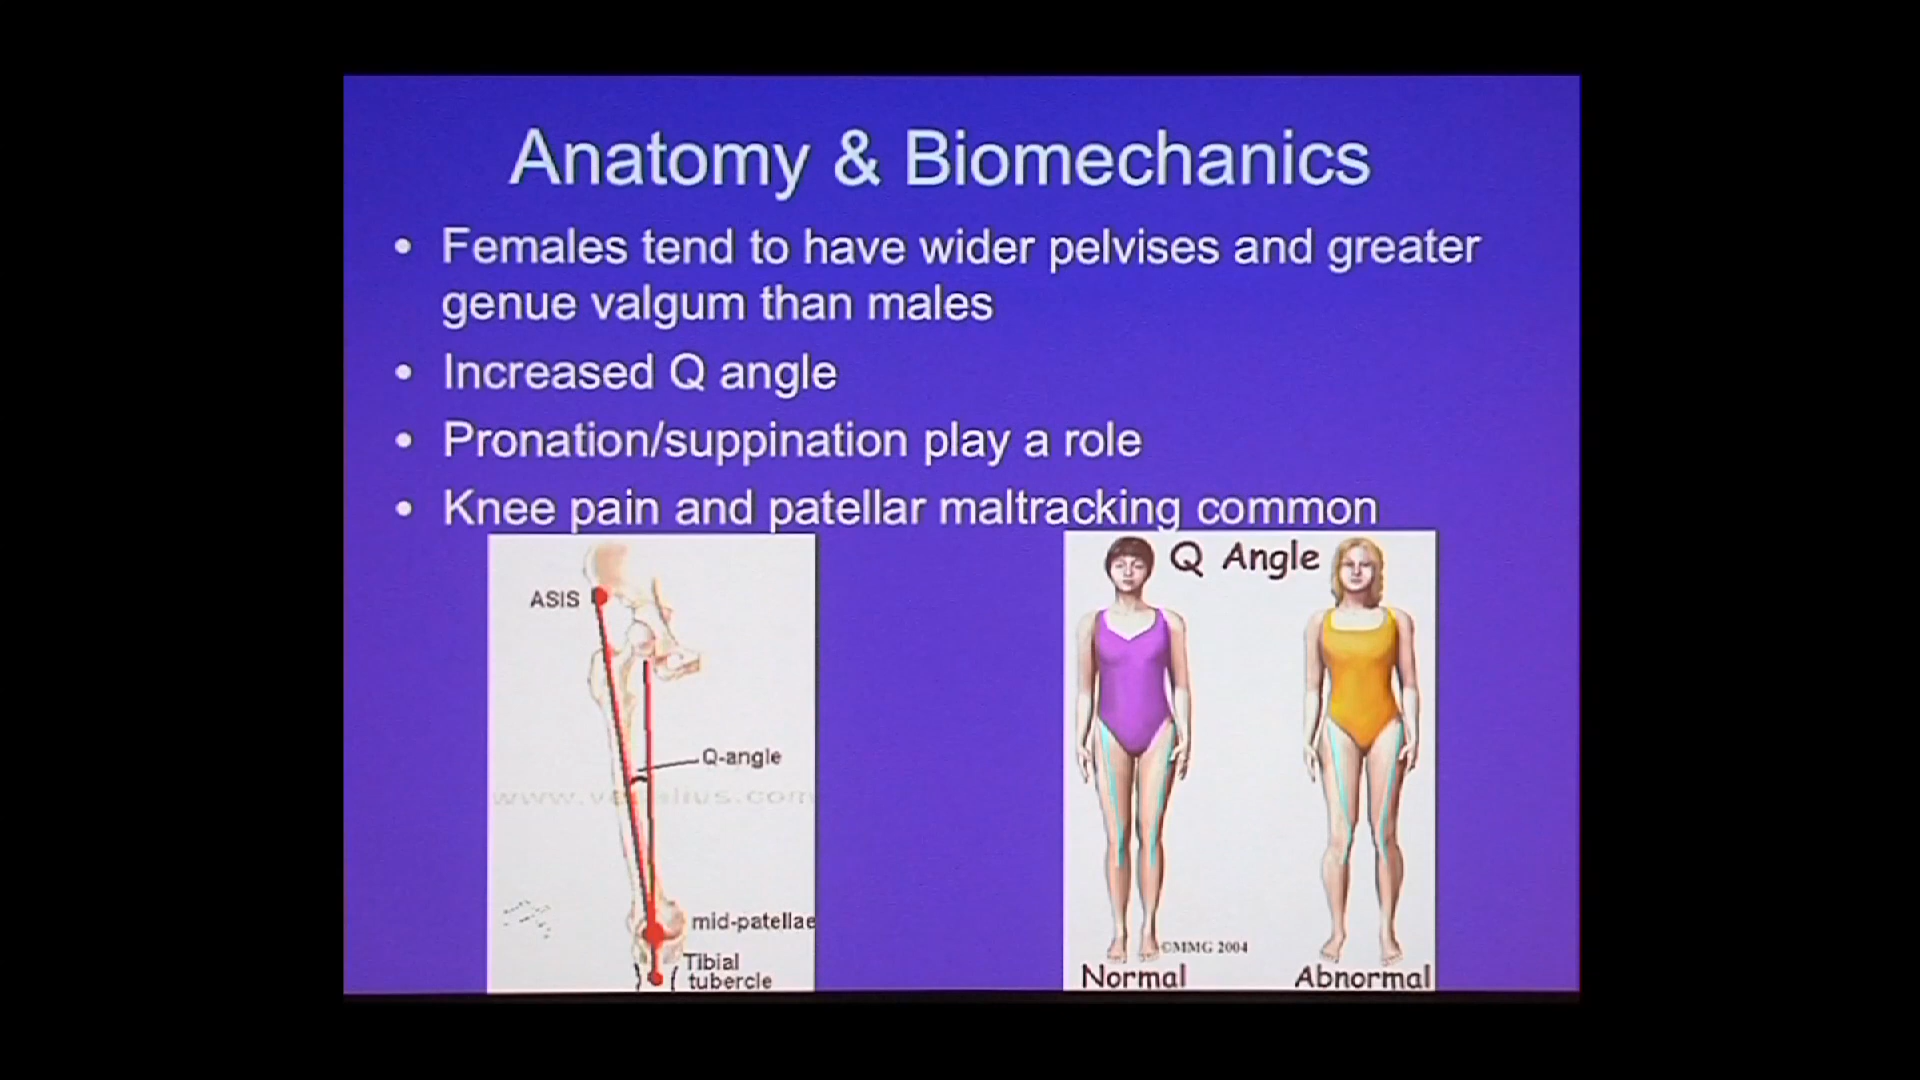 Anatomy & Biomechanics
• Females tend to have wider pelvises and greater
genue valgum than males
• Increased Q angle
• Pronation/suppination play a role
• Knee pain and patellar maltracking common
ASIS
Q-angle
mid-patellae
Tibial
tubercle
Q Angle
©MMG 2004
Normal
Abnormal